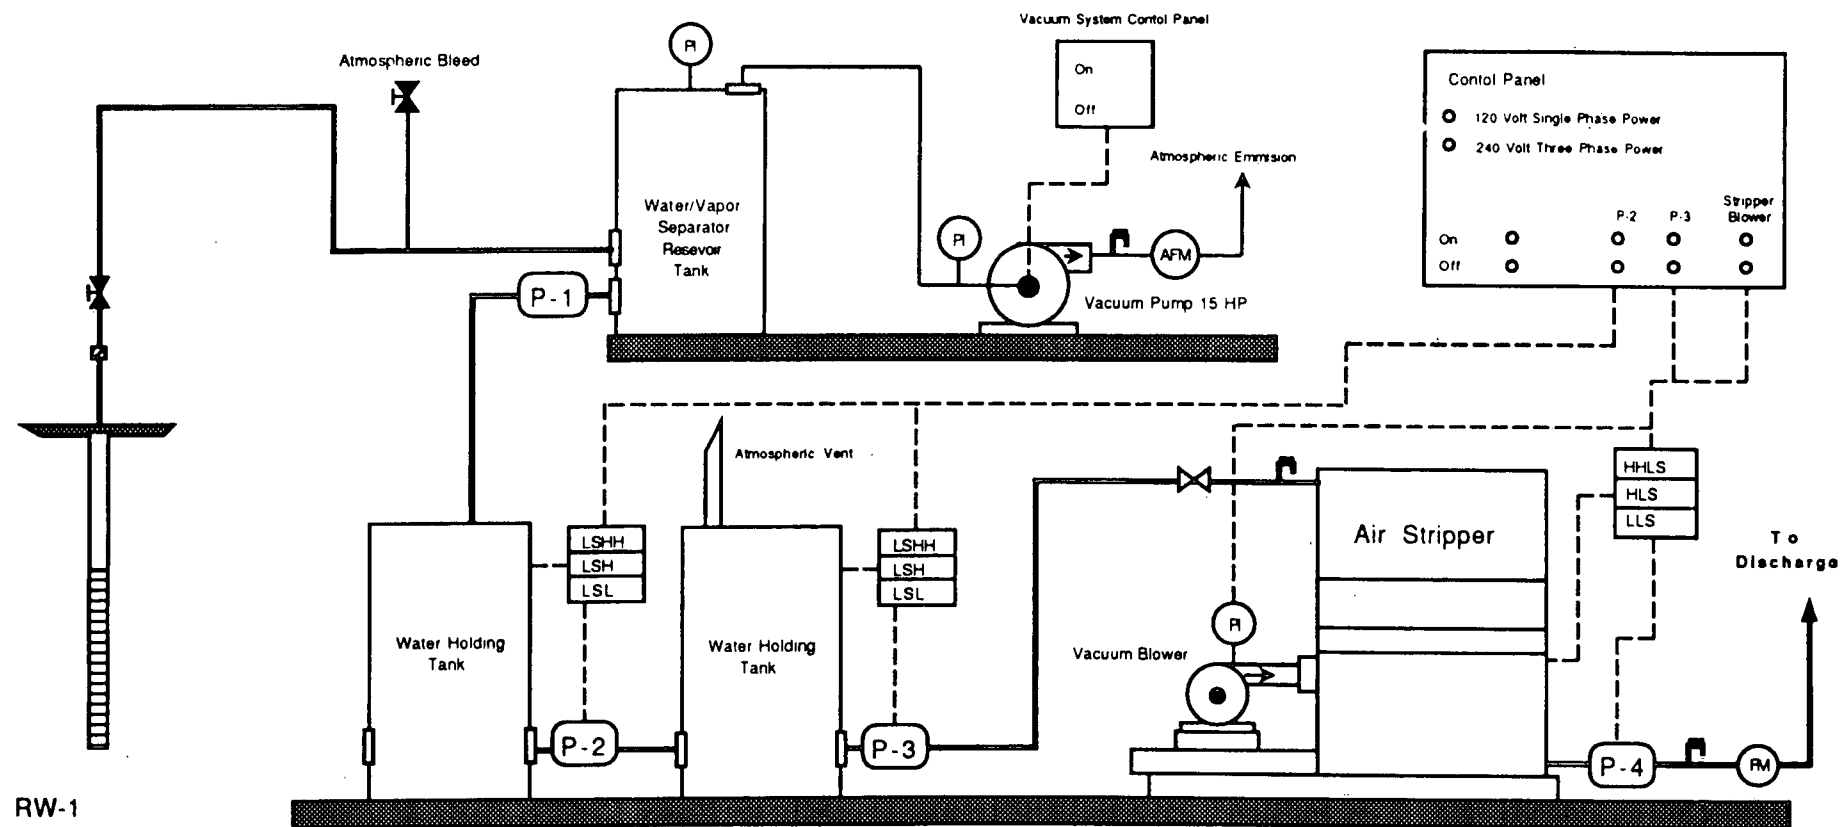 Vacuum System Contol Panel
On
Off
Atmospheric Bleed
PI
Contol Panel
120 Volt Single Phase Power
240 Volt Three Phase Power
P-2
P-3
Stripper
Blower
On
Off
Atmospheric Emmision
Water/Vapor
Separator
Resevoir
Tank
PI
AFM
P-1
Vacuum Pump 15 HP
Atmospheric Vent
HHLS
HLS
LLS
LSHH
LSH
LSL
LSHH
LSH
LSL
Air Stripper
To
Discharge
PI
Water Holding
Tank
Water Holding
Tank
Vacuum Blower
P-2
P-3
P-4
FM
RW-1